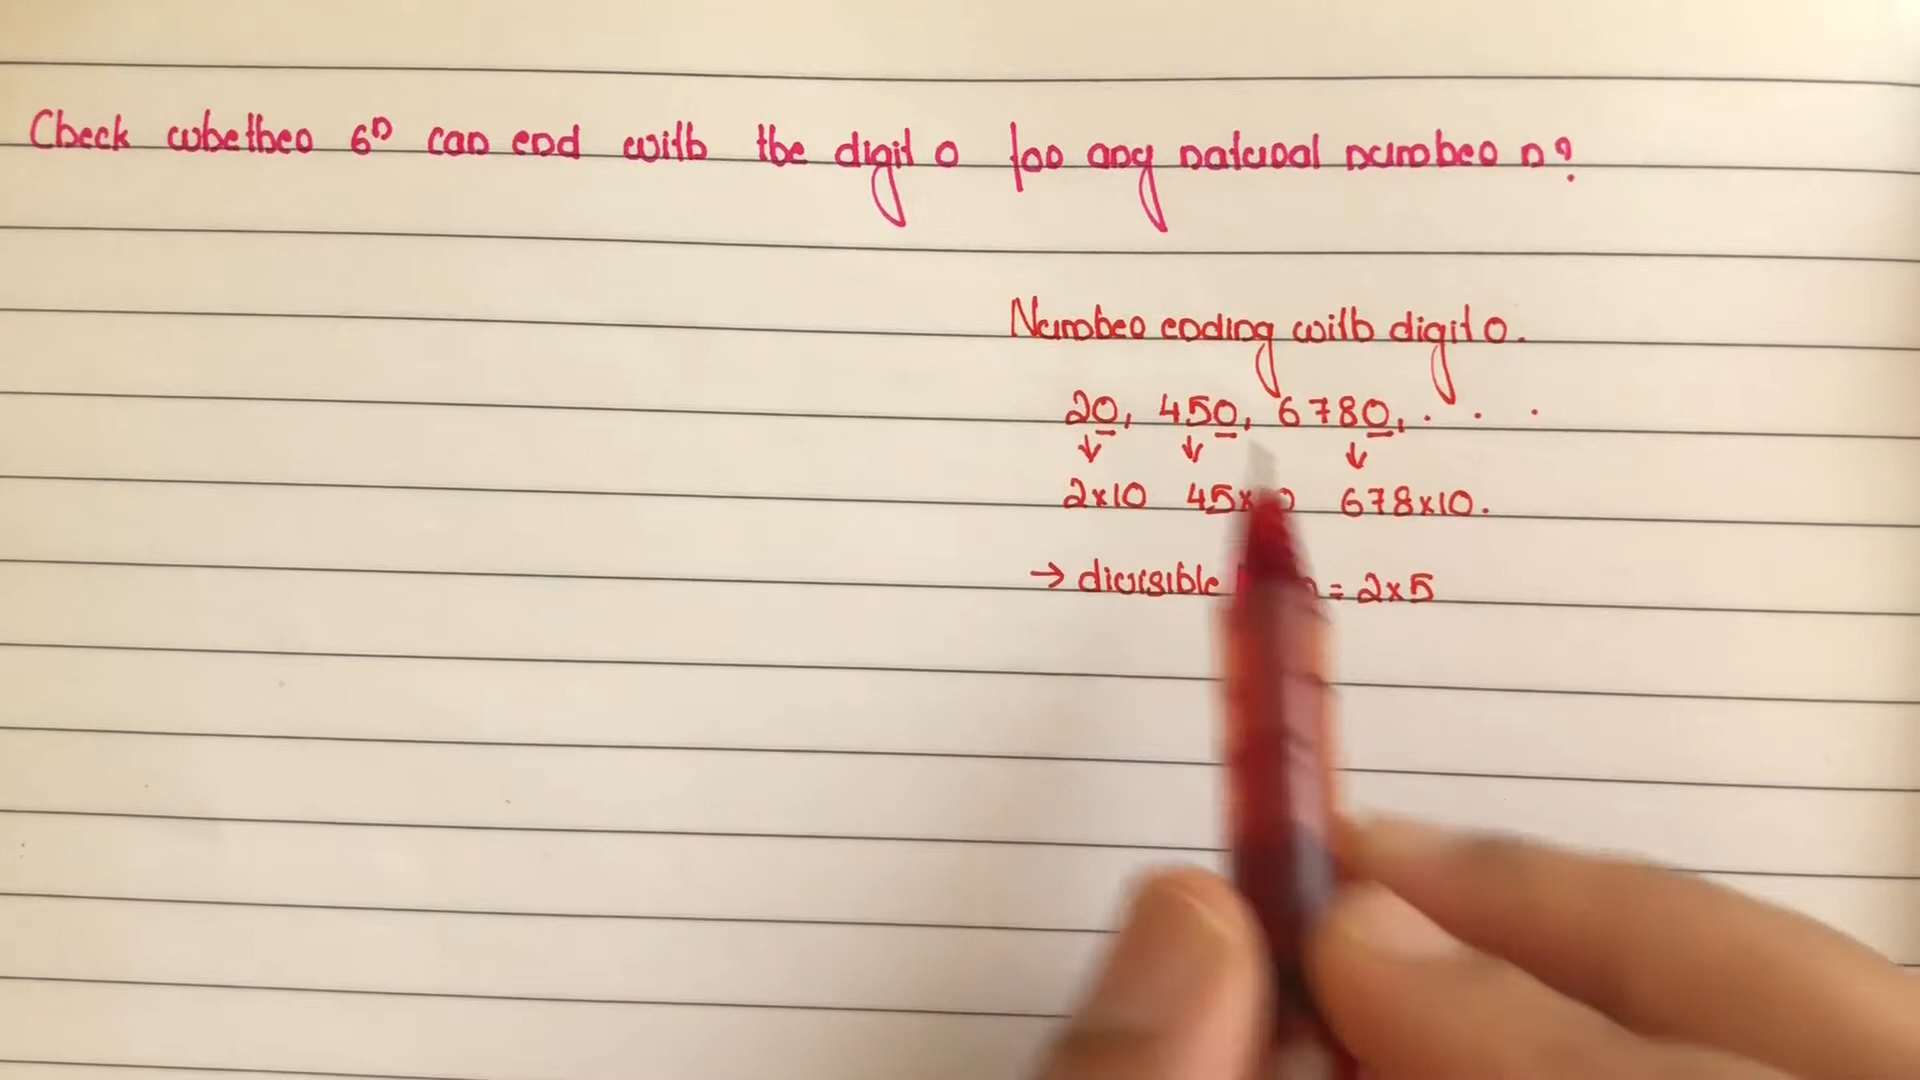 Check whether 6ⁿ can end with the digit 0 for any natural number n?
Number ending with digit 0.
20, 450, 6780, . . .
↓ ↓ ↓
2×10 45× 678×10.
→ divisible = 2×5